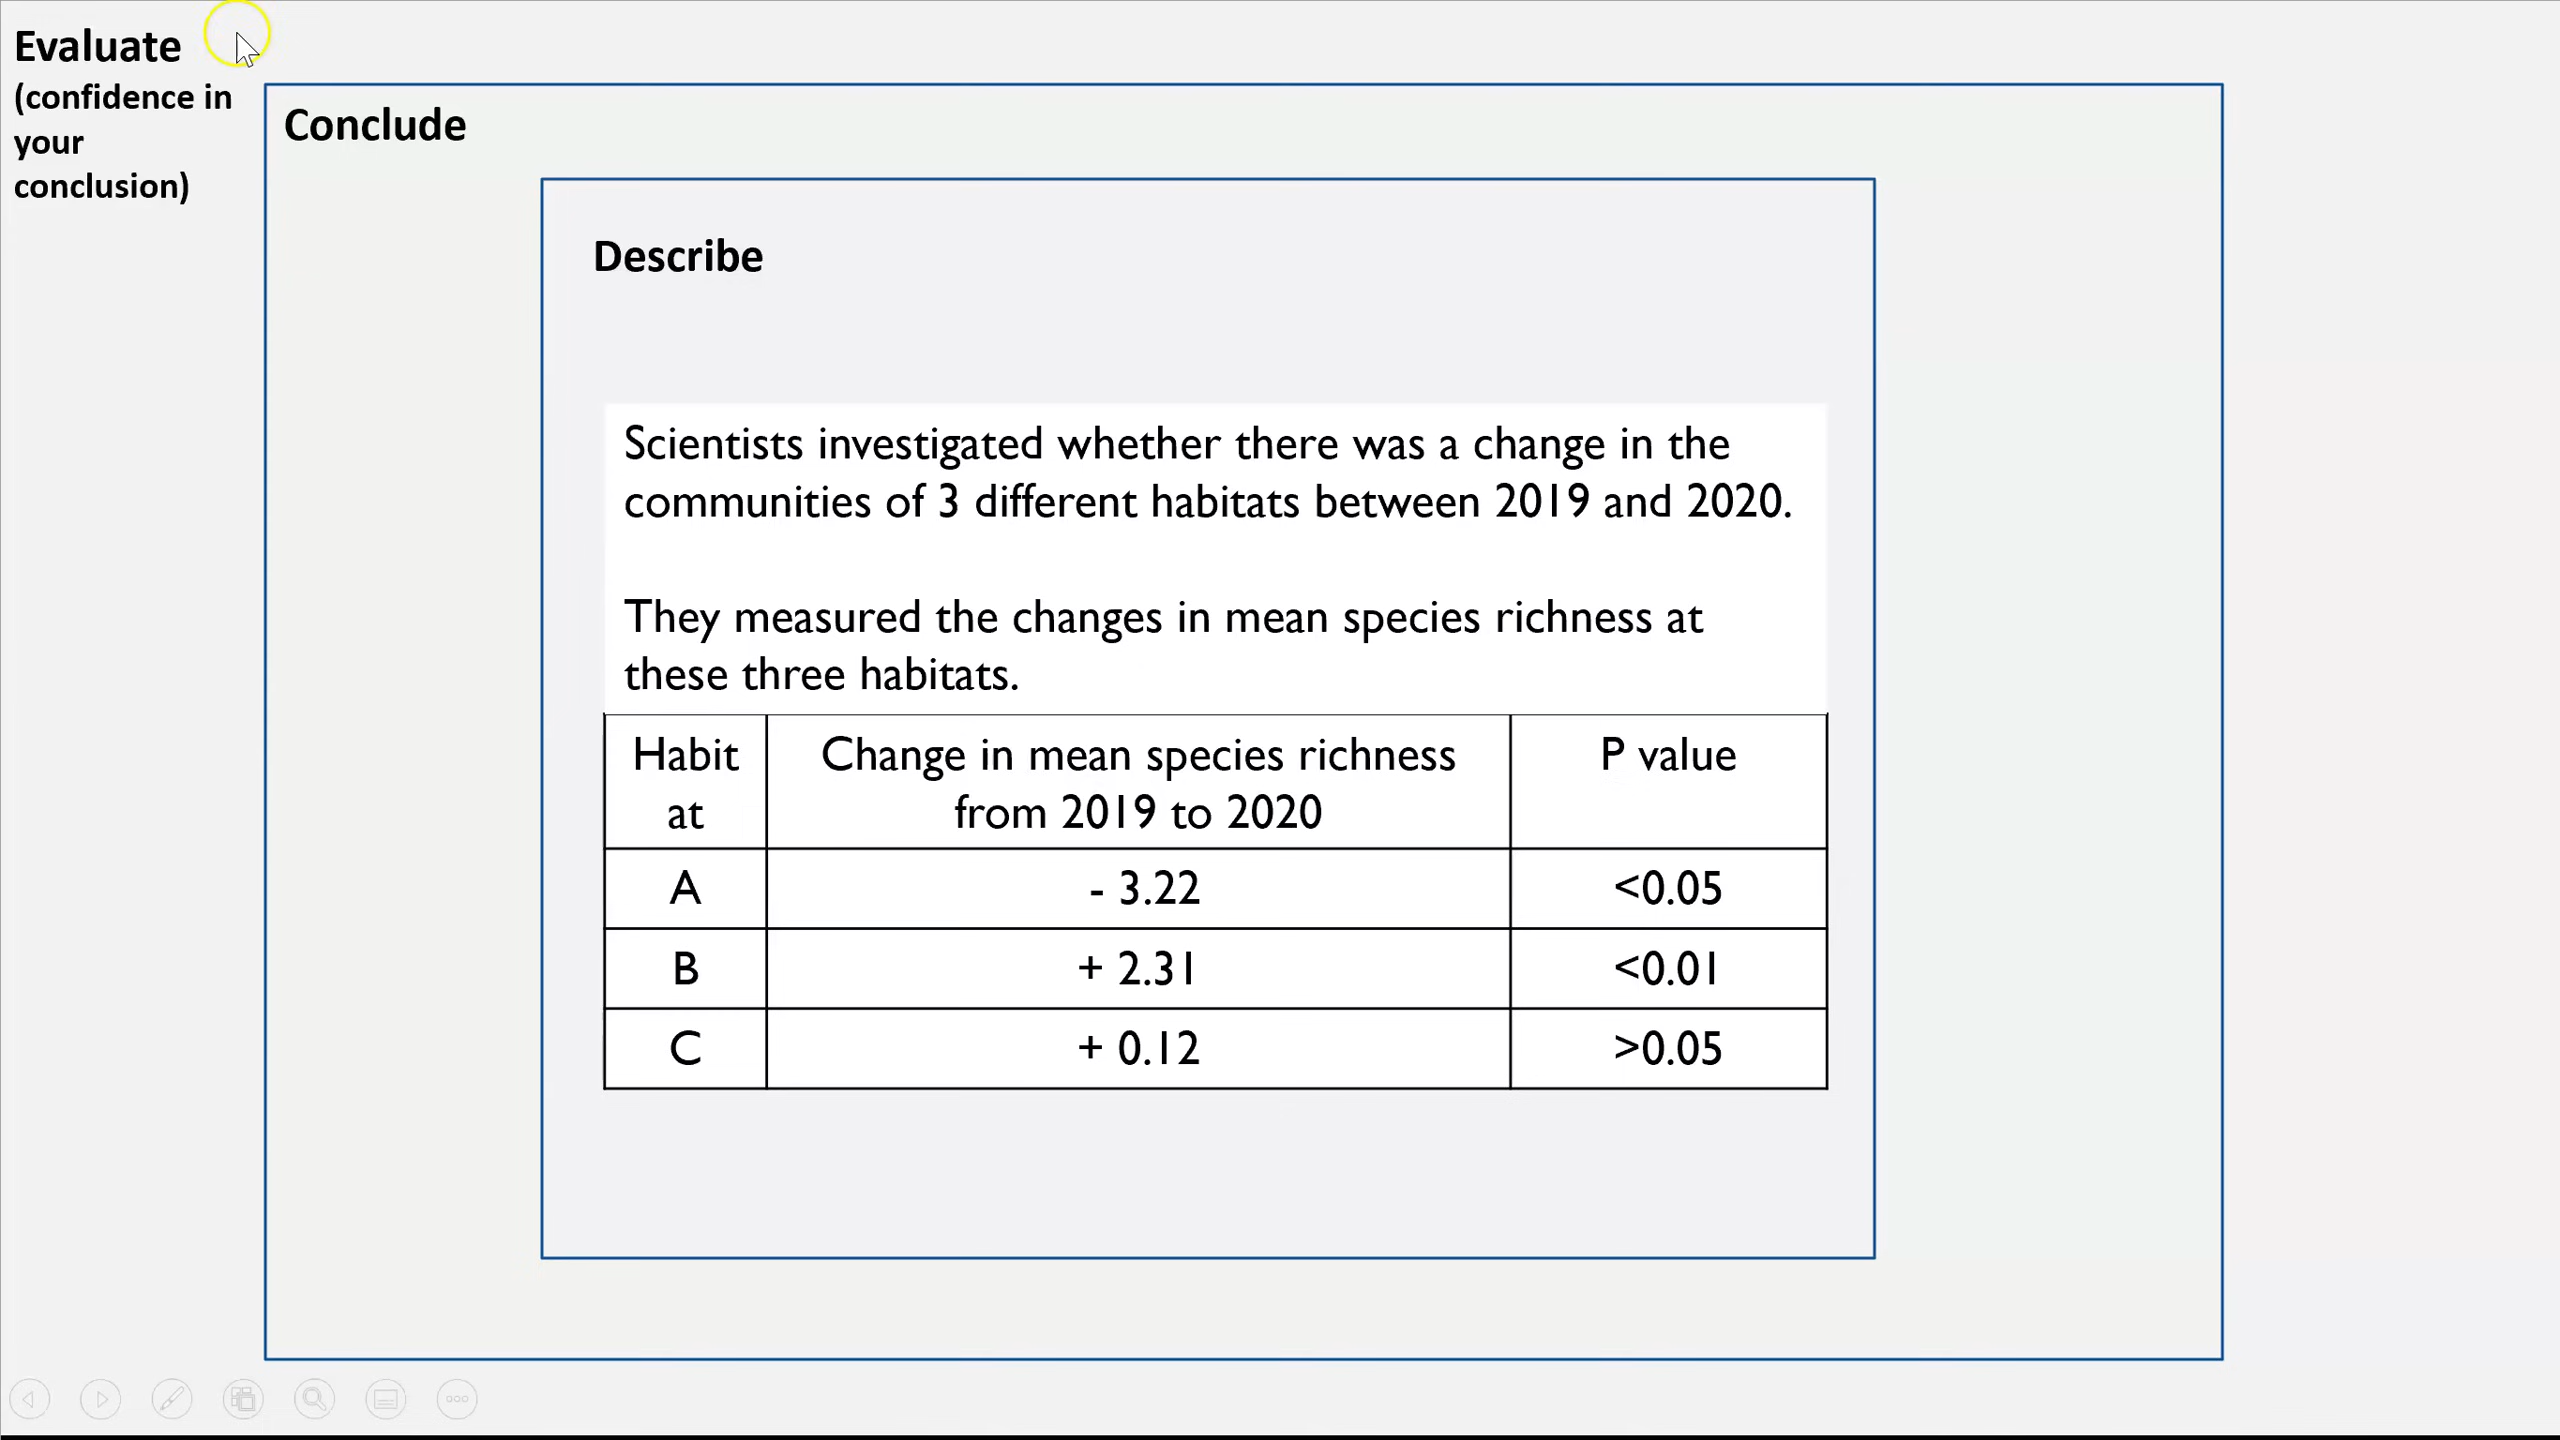 Evaluate
(confidence in
your
conclusion)
Conclude
Describe
Scientists investigated whether there was a change in the
communities of 3 different habitats between 2019 and 2020.
They measured the changes in mean species richness at
these three habitats.
Habit
at
Change in mean species richness
from 2019 to 2020
P value
A
- 3.22
<0.05
B
+ 2.31
<0.01
C
+ 0.12
>0.05